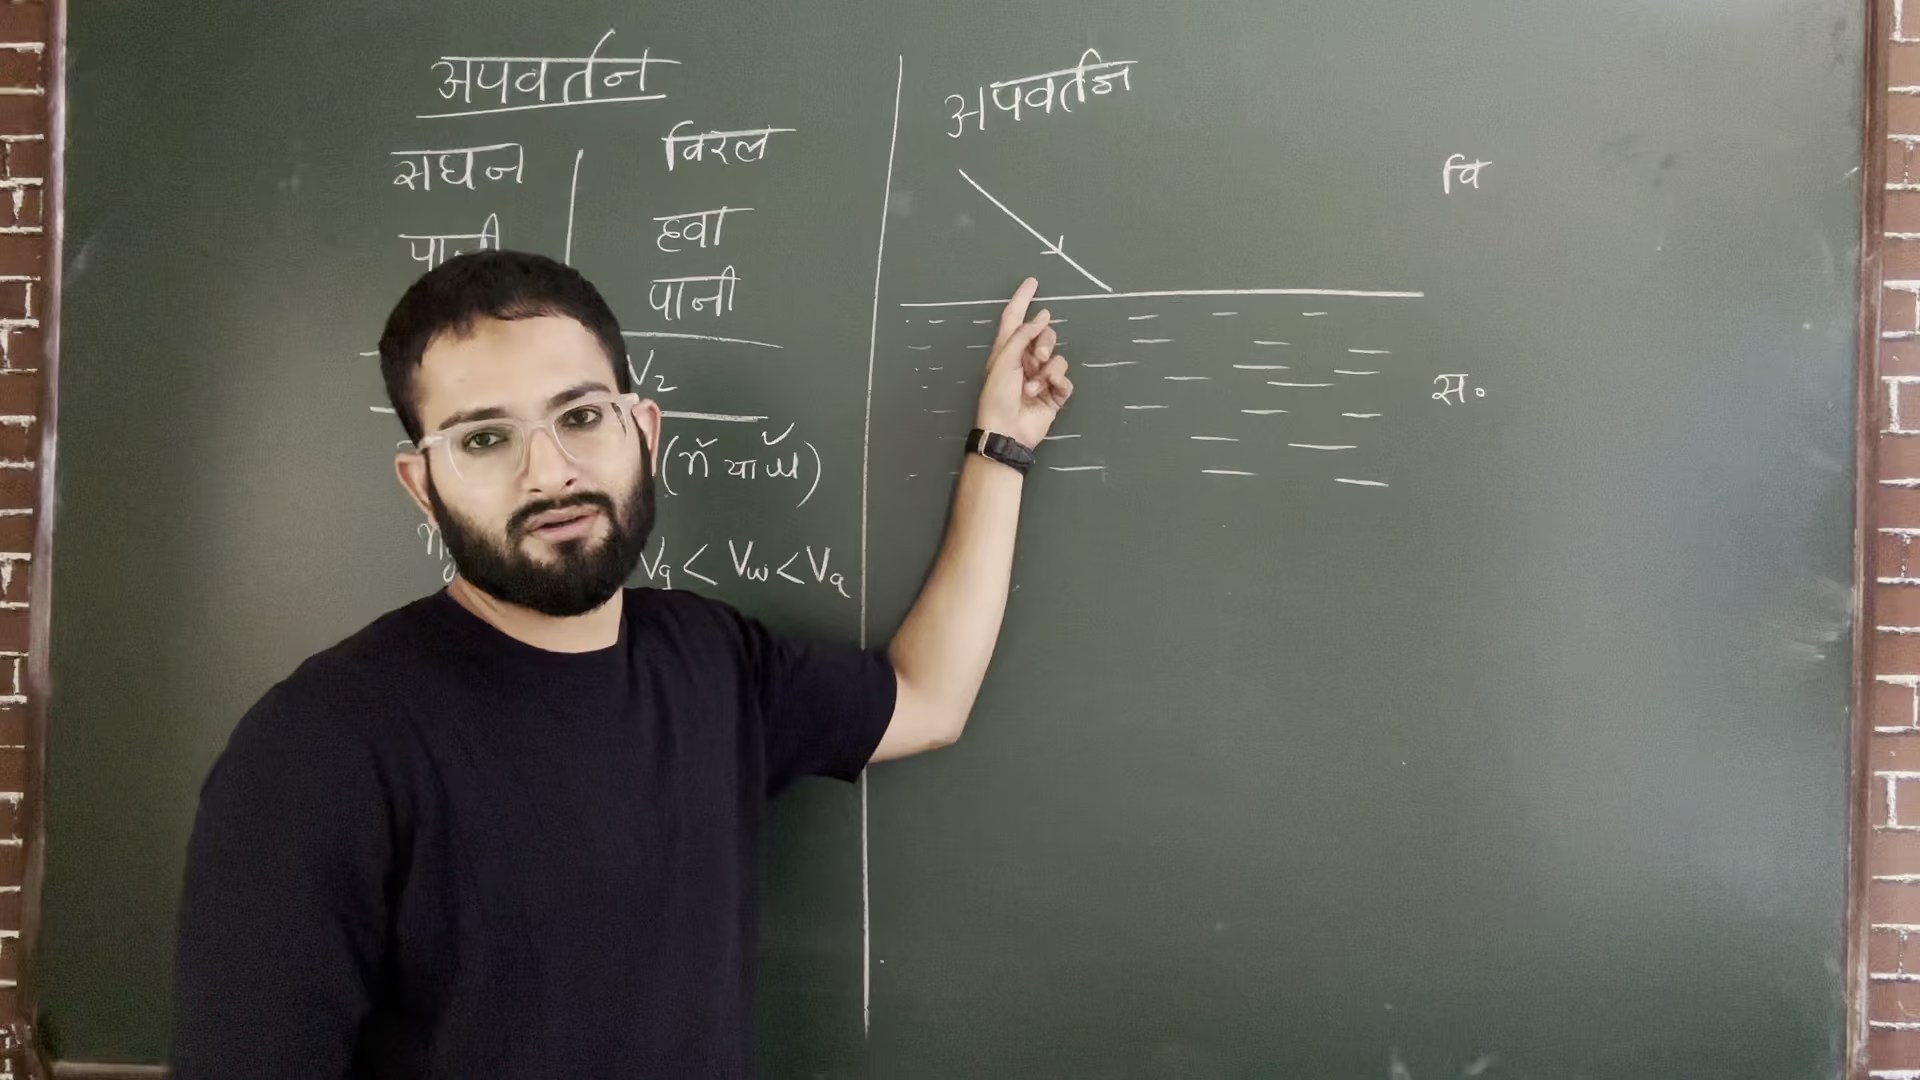 अपवर्तन
सघन विरल
पानी हवा
पानी
V₂
(n̆ या μ̆)
Vg < Vw < Va
अपवर्तन
वि
स॰